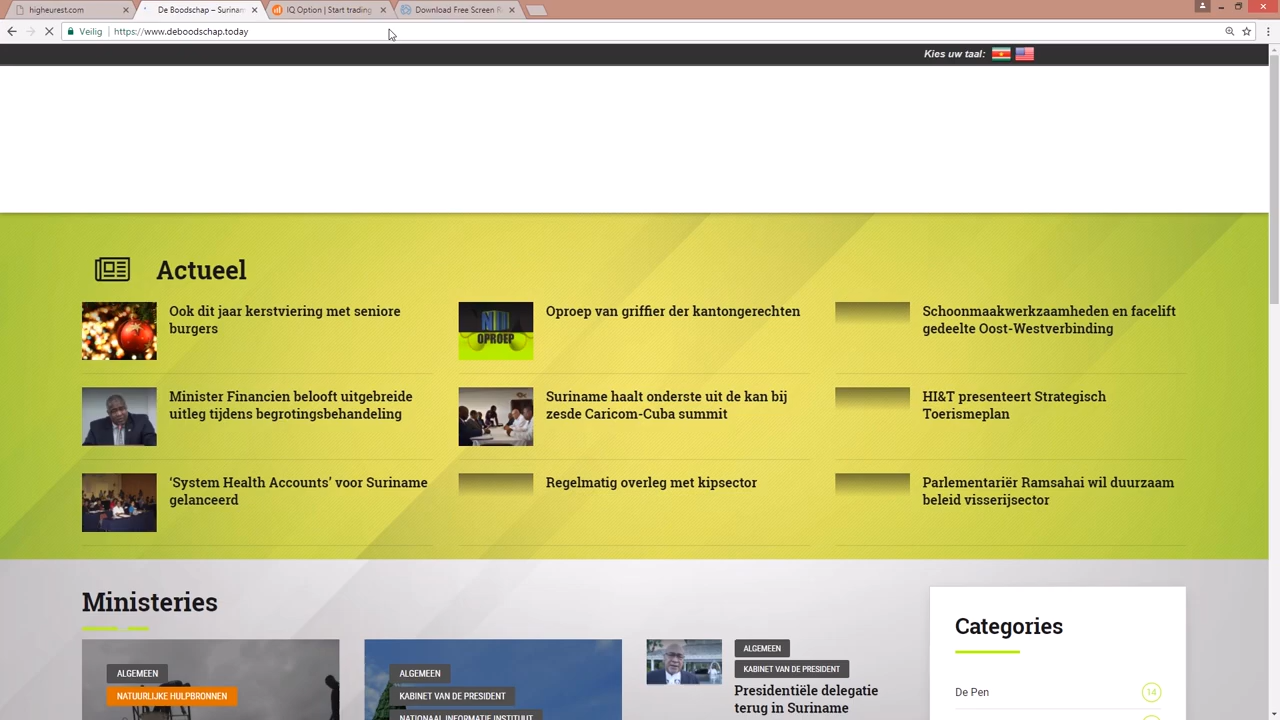 higheurest.com
De Boodschap – Surinam
IQ Option | Start trading
Download Free Screen R
Veilig
https://www.deboodschap.today
Kies uw taal:
Actueel
Ook dit jaar kerstviering met seniore
burgers
OPROEP
Oproep van griffier der kantongerechten
Schoonmaakwerkzaamheden en facelift
gedeelte Oost-Westverbinding
Minister Financien belooft uitgebreide
uitleg tijdens begrotingsbehandeling
Suriname haalt onderste uit de kan bij
zesde Caricom-Cuba summit
HI&T presenteert Strategisch
Toerismeplan
‘System Health Accounts’ voor Suriname
gelanceerd
Regelmatig overleg met kipsector
Parlementariër Ramsahai wil duurzaam
beleid visserijsector
Ministeries
ALGEMEEN
NATUURLIJKE HULPBRONNEN
ALGEMEEN
KABINET VAN DE PRESIDENT
NATIONAAL INFORMATIE INSTITUUT
ALGEMEEN
KABINET VAN DE PRESIDENT
Presidentiële delegatie
terug in Suriname
Categories
De Pen
14